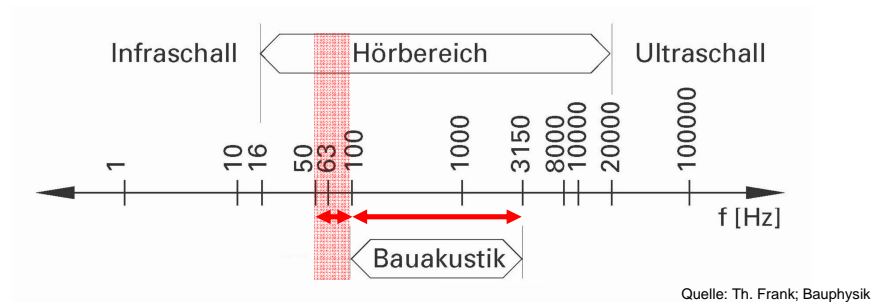 Infraschall Hörbereich Ultraschall
1 10 16 50 63 100 1000 3150 8000 10000 20000 100000
f [Hz]
Bauakustik
Quelle: Th. Frank; Bauphysik